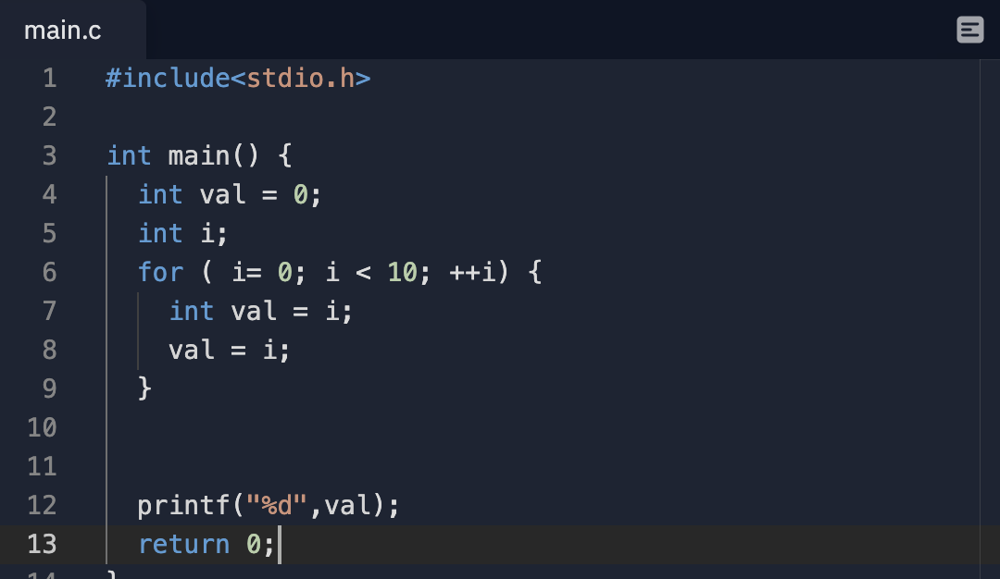 main.c
1 #include<stdio.h>
2
3 int main() {
4   int val = 0;
5   int i;
6   for ( i= 0; i < 10; ++i) {
7     int val = i;
8     val = i;
9   }
10
11
12   printf("%d",val);
13   return 0;
14 }